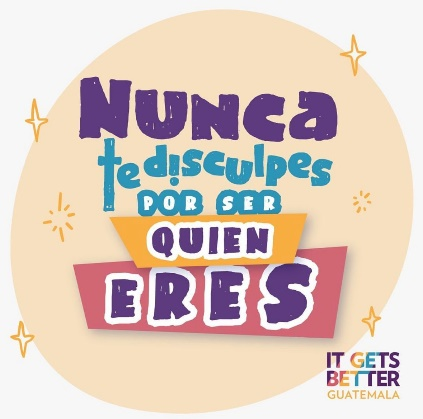 NUNCA
te disculpes
POR SER
QUIEN
ERES
IT GETS
BETTER
GUATEMALA